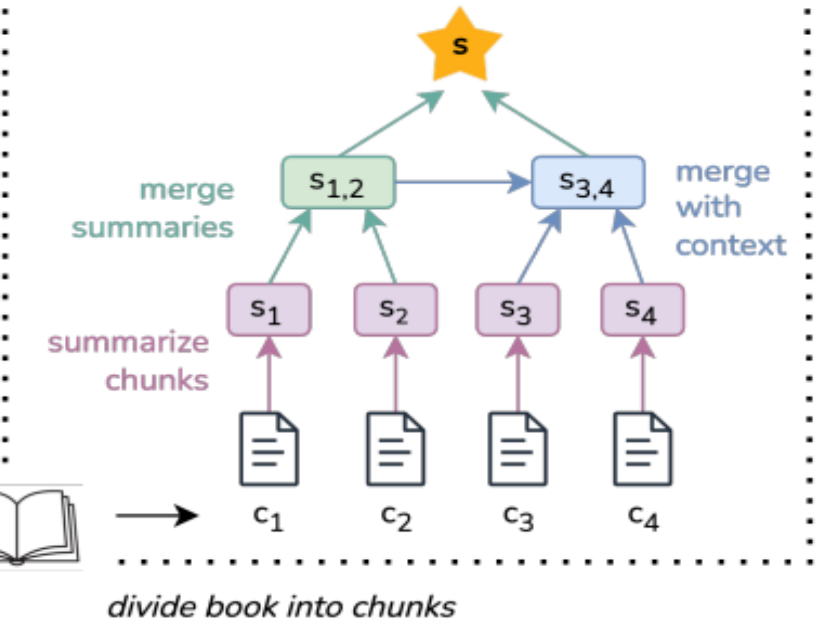 s
s1,2
s3,4
merge
summaries
merge
with
context
s1
s2
s3
s4
summarize
chunks
c1
c2
c3
c4
divide book into chunks